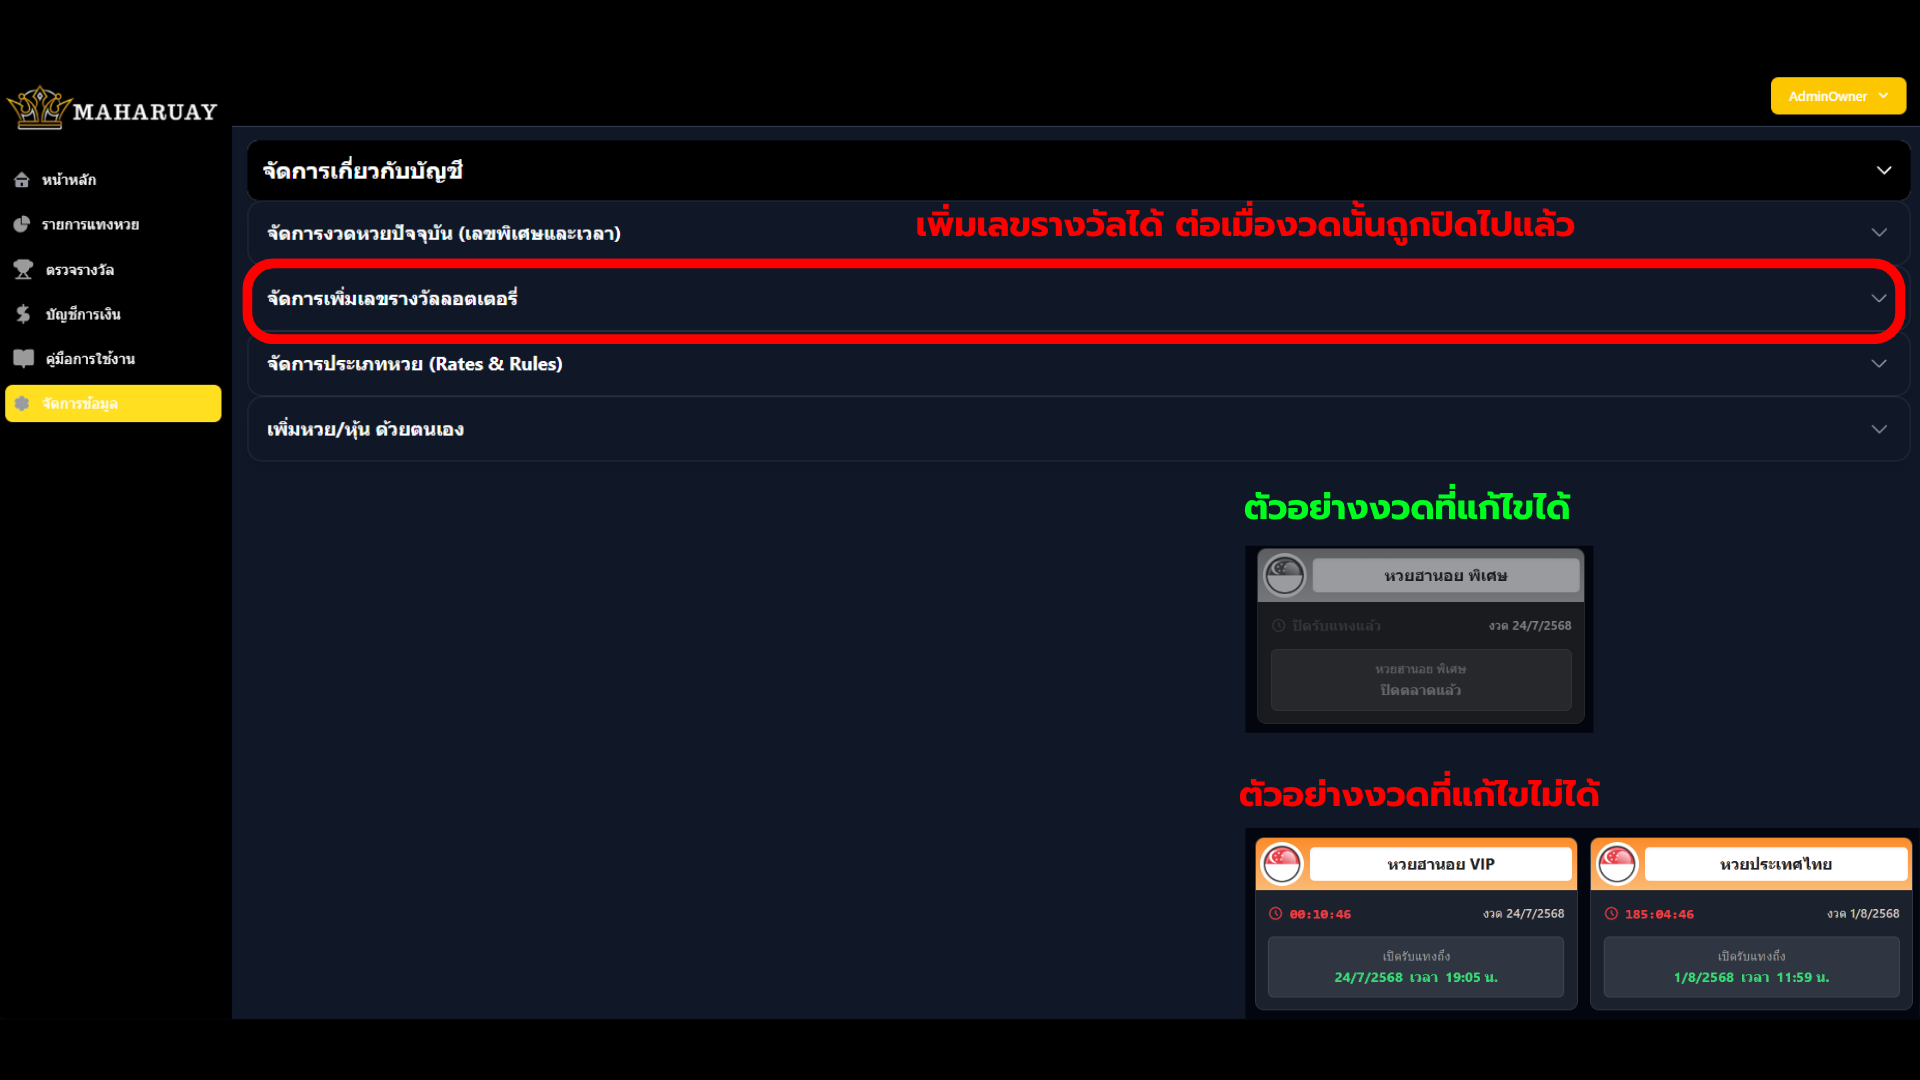 MAHARUAY
AdminOwner
หน้าหลัก
รายการแทงหวย
ตรวจรางวัล
บัญชีการเงิน
คู่มือการใช้งาน
จัดการข้อมูล
จัดการเกี่ยวกับบัญชี
เพิ่มเลขรางวัลได้ ต่อเมื่องวดนั้นถูกปิดไปแล้ว
จัดการงวดหวยปัจจุบัน (เลขพิเศษและเวลา)
จัดการเพิ่มเลขรางวัลลอตเตอรี่
จัดการประเภทหวย (Rates & Rules)
เพิ่มหวย/หุ้น ด้วยตนเอง
ตัวอย่างงวดที่แก้ไขได้
หวยฮานอย พิเศษ
ปิดรับแทงแล้ว งวด 24/7/2568
หวยฮานอย พิเศษ
ปิดตลาดแล้ว
ตัวอย่างงวดที่แก้ไขไม่ได้
หวยฮานอย VIP
00:10:46 งวด 24/7/2568
เปิดรับแทงถึง
24/7/2568 เวลา 19:05 น.
หวยประเทศไทย
185:04:46 งวด 1/8/2568
เปิดรับแทงถึง
1/8/2568 เวลา 11:59 น.